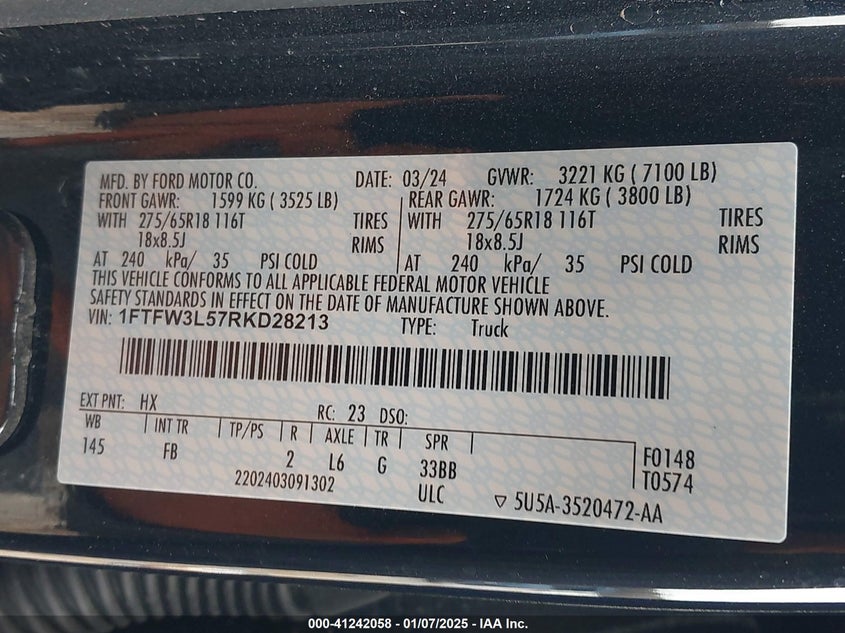 MFD. BY FORD MOTOR CO. DATE: 03/24 GVWR: 3221 KG ( 7100 LB)
FRONT GAWR: 1599 KG ( 3525 LB) REAR GAWR: 1724 KG ( 3800 LB)
WITH 275/65R18 116T TIRES WITH 275/65R18 116T TIRES
18x8.5J RIMS 18x8.5J RIMS
AT 240 kPa/ 35 PSI COLD AT 240 kPa/ 35 PSI COLD
THIS VEHICLE CONFORMS TO ALL APPLICABLE FEDERAL MOTOR VEHICLE
SAFETY STANDARDS IN EFFECT ON THE DATE OF MANUFACTURE SHOWN ABOVE.
VIN: 1FTFW3L57RKD28213 TYPE: Truck
EXT PNT: HX RC: 23 DSO:
WB INT TR TP/PS R AXLE TR SPR F0148
145 FB 2 L6 G 33BB T0574
2202403091302 ULC ▽ 5U5A-3520472-AA
000-41242058 - 01/07/2025 - IAA Inc.